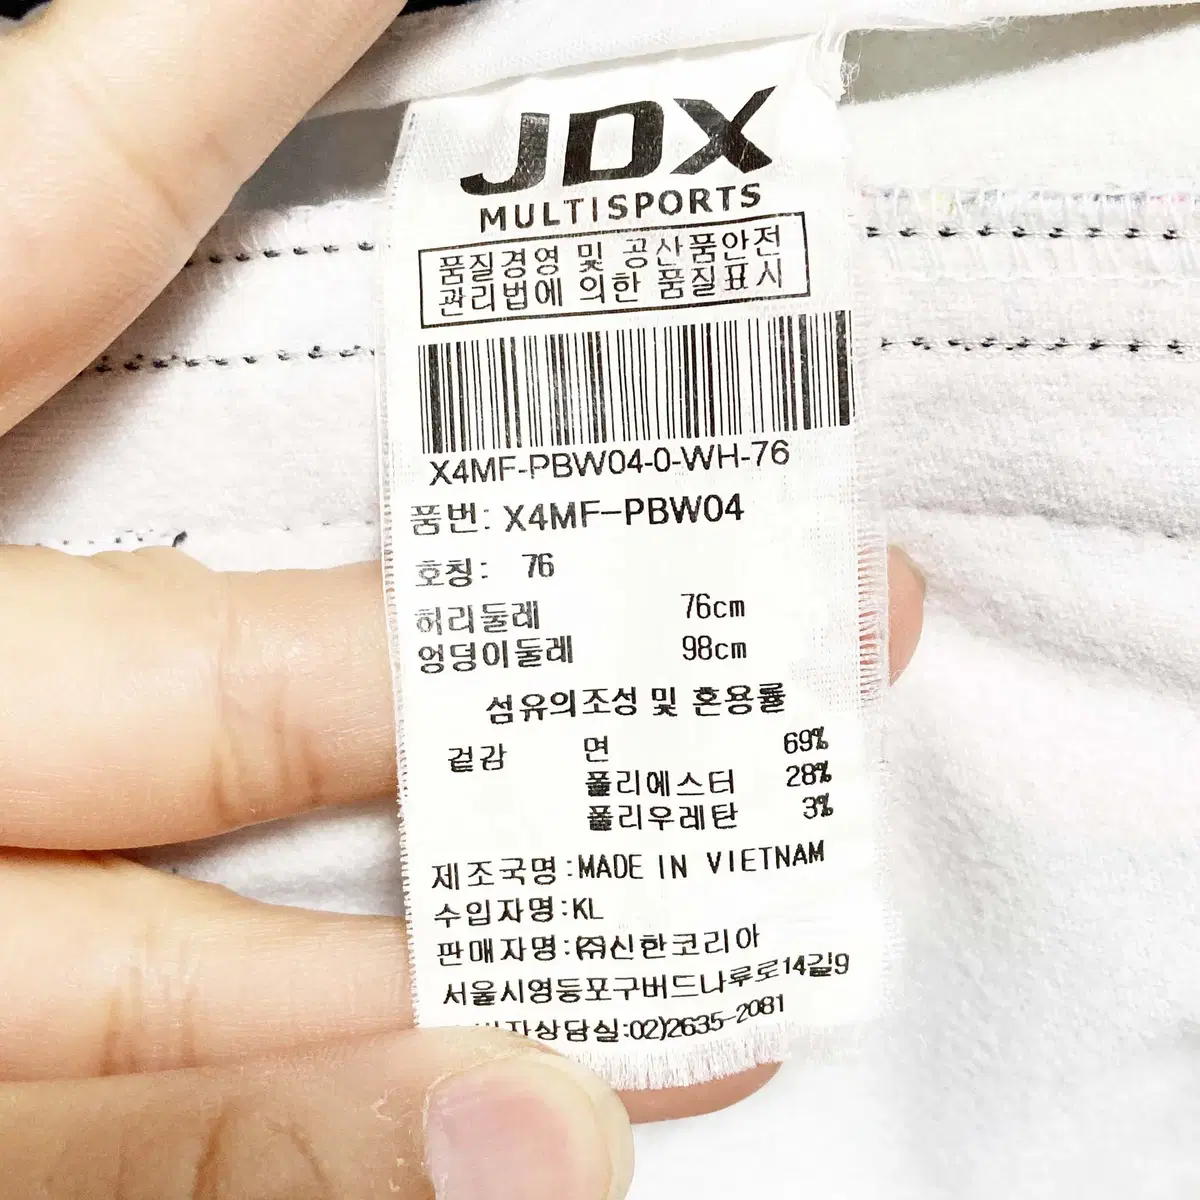 JDX
MULTISPORTS
품질경영 및 공산품안전
관리법에 의한 품질표시
X4MF-PBW04-0-WH-76
품번: X4MF-PBW04
호칭: 76
허리둘레 76cm
엉덩이둘레 98cm
섬유의조성 및 혼용률
겉감 면 69%
폴리에스터 28%
폴리우레탄 3%
제조국명:MADE IN VIETNAM
수입자명:KL
판매자명:㈜신한코리아
서울시영등포구버드나루로14길9
상담실:02)2635-2081